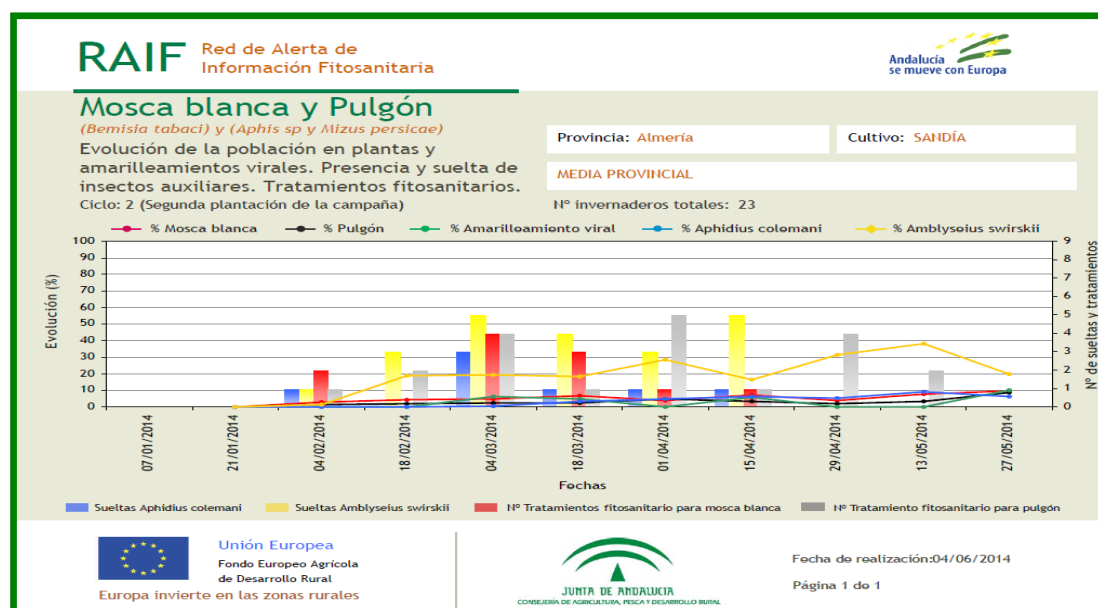 RAIF
Red de Alerta de
Información Fitosanitaria
Andalucía
se mueve con Europa
Mosca blanca y Pulgón
(Bemisia tabaci) y (Aphis sp y Mizus persicae)
Evolución de la población en plantas y
amarilleamientos virales. Presencia y suelta de
insectos auxiliares. Tratamientos fitosanitarios.
Ciclo: 2 (Segunda plantación de la campaña)
Provincia: Almería
Cultivo: SANDÍA
MEDIA PROVINCIAL
Nº invernaderos totales: 23
% Mosca blanca
% Pulgón
% Amarilleamiento viral
% Aphidius colemani
% Amblyseius swirskii
Evolución (%)
100
90
80
70
60
50
40
30
20
10
0
9
8
7
6
5
4
3
2
1
0
Nº de sueltas y tratamientos
07/01/2014
21/01/2014
04/02/2014
18/02/2014
04/03/2014
18/03/2014
01/04/2014
15/04/2014
29/04/2014
13/05/2014
27/05/2014
Fechas
Sueltas Aphidius colemani
Sueltas Amblyseius swirskii
Nº Tratamientos fitosanitario para mosca blanca
Nº Tratamiento fitosanitario para pulgón
Unión Europea
Fondo Europeo Agrícola
de Desarrollo Rural
Europa invierte en las zonas rurales
JUNTA DE ANDALUCIA
CONSEJERÍA DE AGRICULTURA, PESCA Y DESARROLLO RURAL
Fecha de realización:04/06/2014
Página 1 de 1